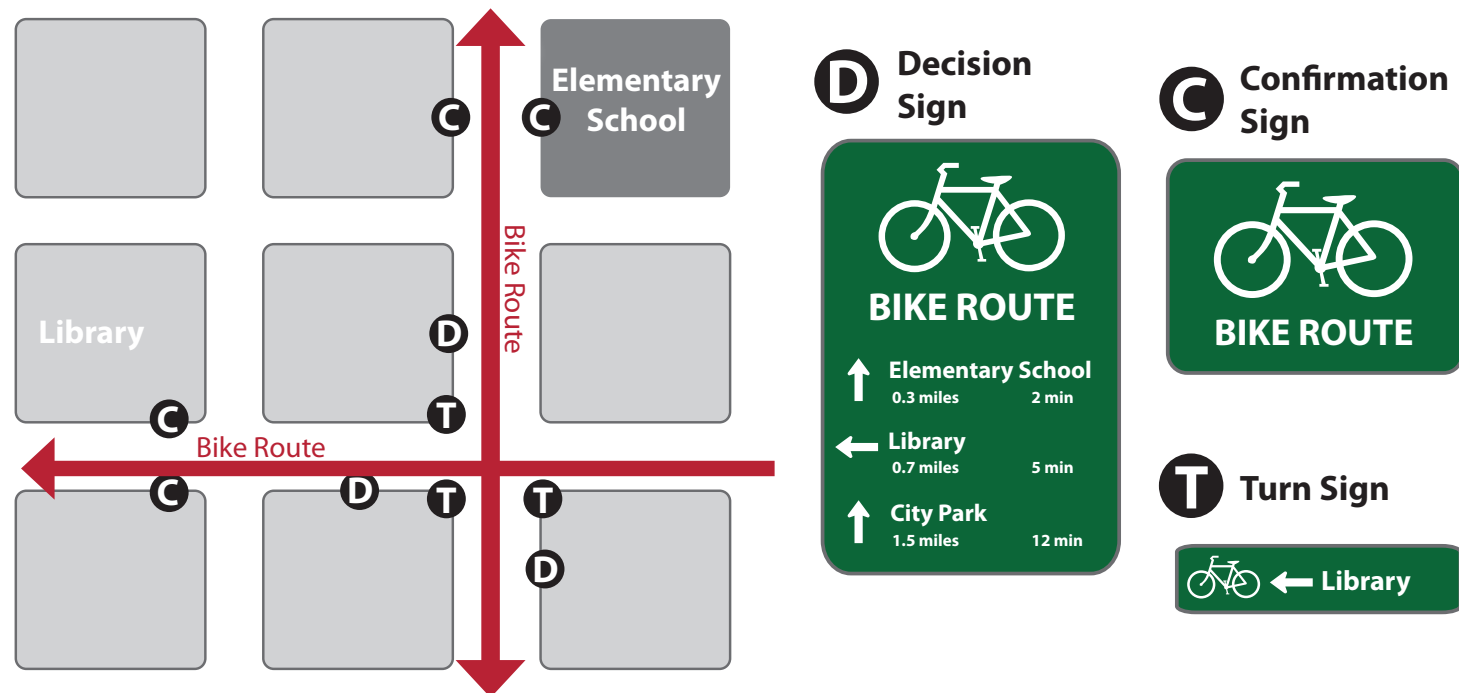 C
C
Elementary
School
Bike Route
D
Library
T
C
Bike Route
C
D
T
T
D
D
Decision
Sign
BIKE ROUTE
Elementary School
0.3 miles 2 min
Library
0.7 miles 5 min
City Park
1.5 miles 12 min
C
Confirmation
Sign
BIKE ROUTE
T
Turn Sign
Library